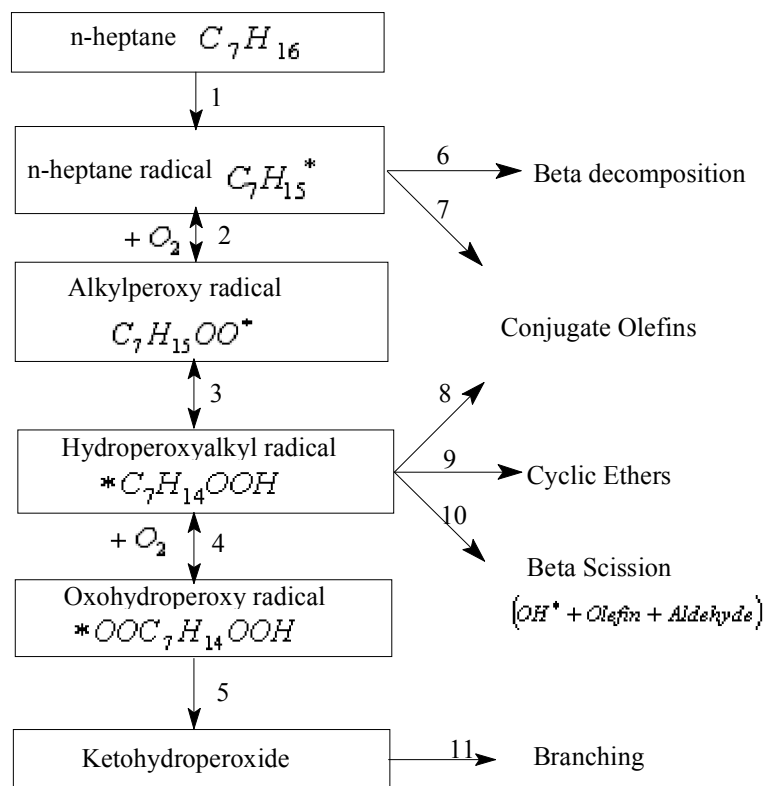 n-heptane C₇H₁₆
1
n-heptane radical C₇H₁₅*
6
Beta decomposition
7
+ O₂ 2
Alkylperoxy radical
C₇H₁₅OO*
Conjugate Olefins
3
8
Hydroperoxyalkyl radical
*C₇H₁₄OOH
9
Cyclic Ethers
10
+ O₂ 4
Beta Scission
(OH* + Olefin + Aldehyde)
Oxohydroperoxy radical
*OOC₇H₁₄OOH
5
Ketohydroperoxide
11
Branching